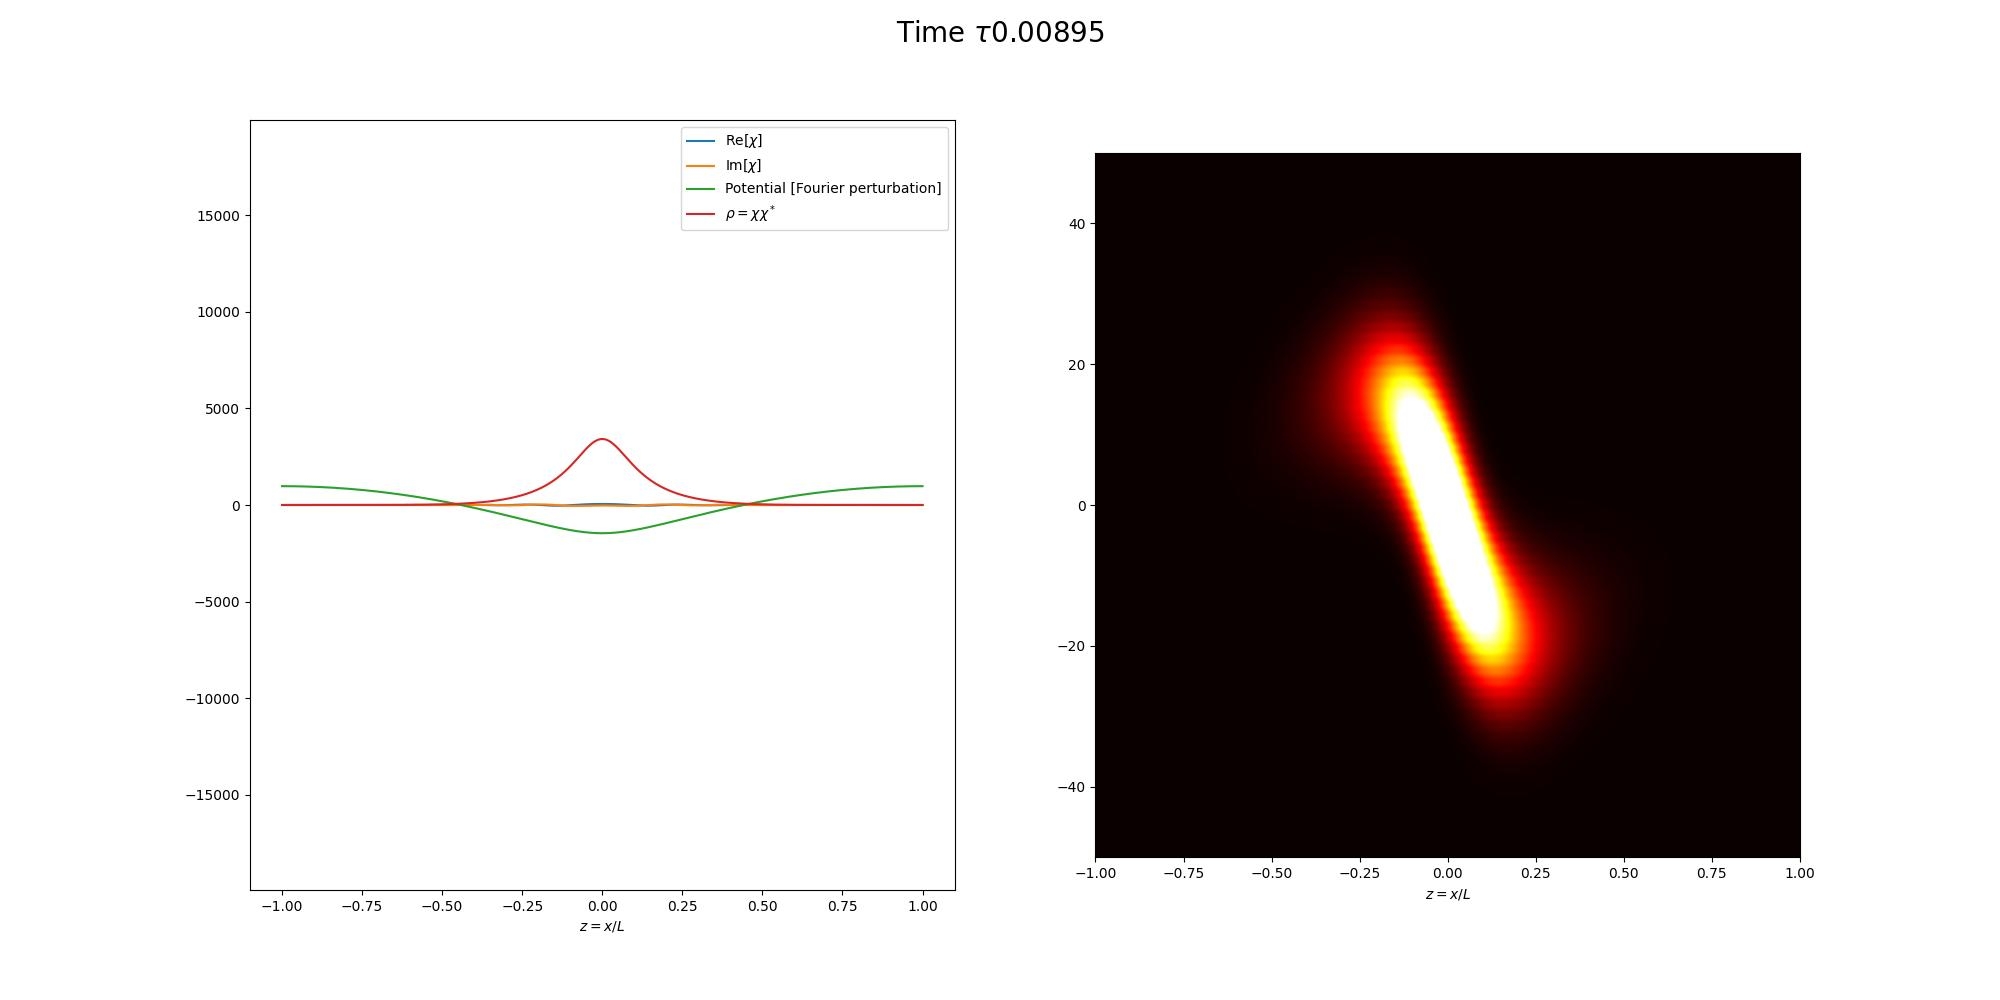 Time τ0.00895
15000
10000
5000
0
−5000
−10000
−15000
−1.00 −0.75 −0.50 −0.25 0.00 0.25 0.50 0.75 1.00
z = x/L
Re[χ]
Im[χ]
Potential [Fourier perturbation]
ρ = χχ*
40
20
0
−20
−40
−1.00 −0.75 −0.50 −0.25 0.00 0.25 0.50 0.75 1.00
z = x/L